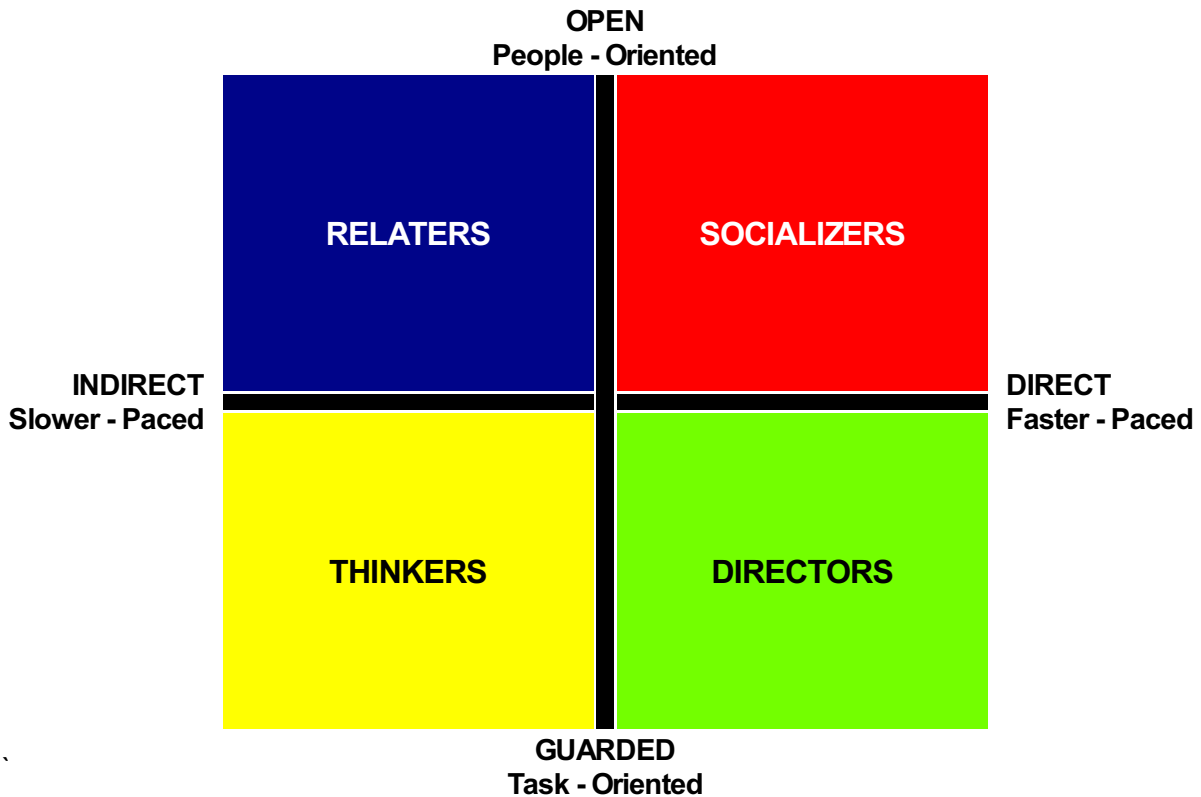 OPEN
People - Oriented
RELATERS
SOCIALIZERS
INDIRECT
Slower - Paced
DIRECT
Faster - Paced
THINKERS
DIRECTORS
GUARDED
Task - Oriented
`